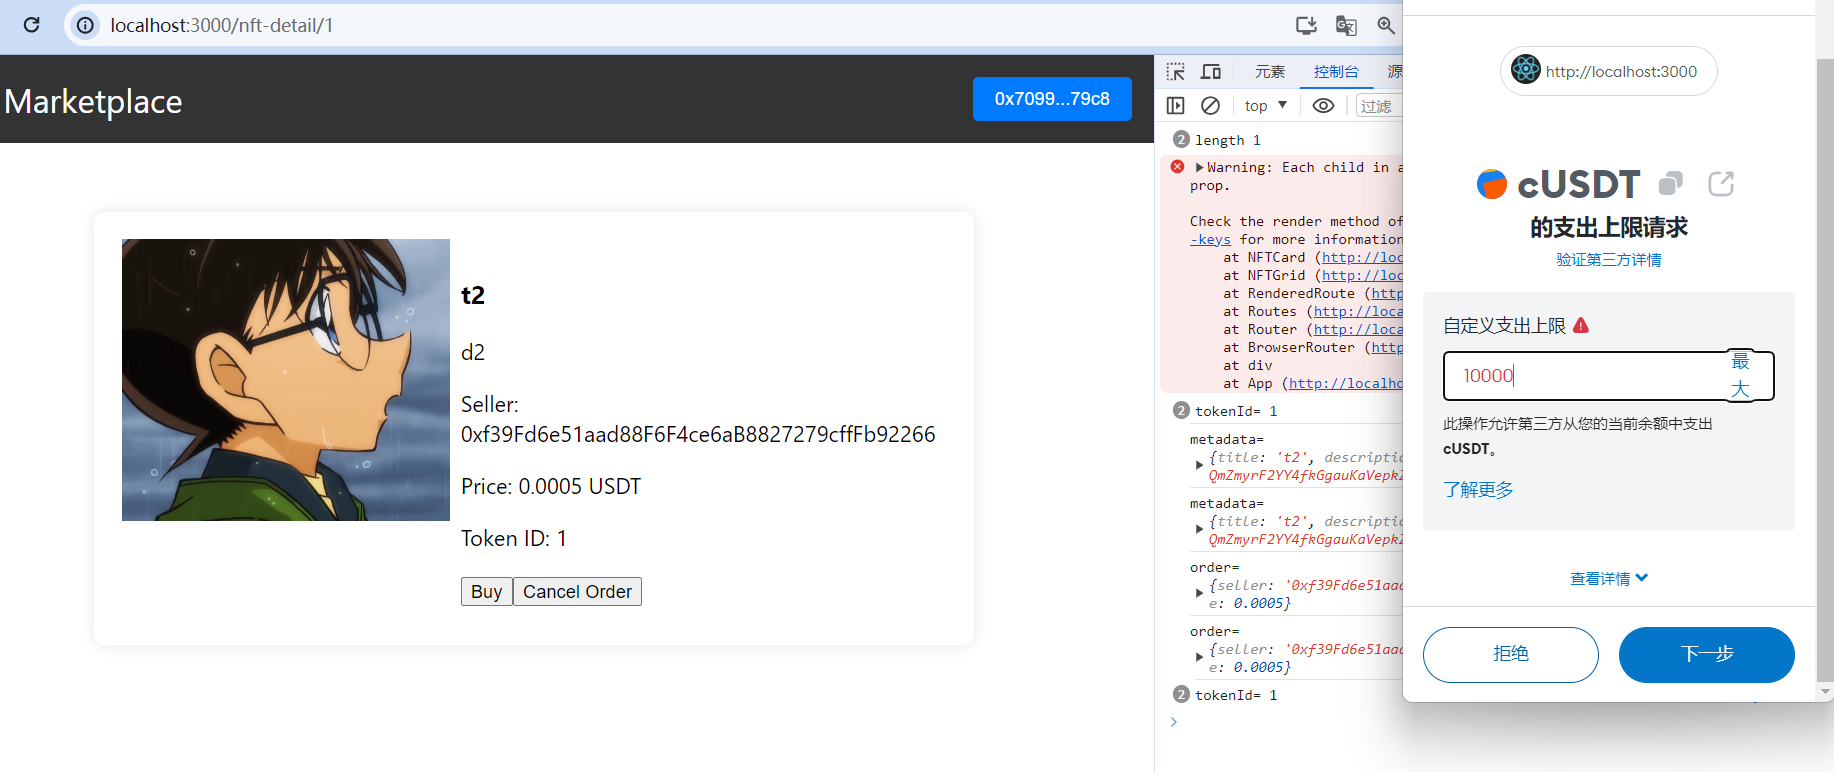 localhost:3000/nft-detail/1
Marketplace
0x7099...79c8
t2
d2
Seller:
0xf39Fd6e51aad88F6F4ce6aB8827279cffFb92266
Price: 0.0005 USDT
Token ID: 1
Buy
Cancel Order
元素
控制台
源
top
过滤
2 length 1
Warning: Each child in a
prop.
Check the render method of
-keys for more information
at NFTCard (http://loc
at NFTGrid (http://loc
at RenderedRoute (http
at Routes (http://loca
at Router (http://loca
at BrowserRouter (http
at div
at App (http://localho
2 tokenId= 1
metadata=
{title: 't2', descripti
QmZmyrF2YY4fkGgauKaVepkZ
metadata=
{title: 't2', descripti
QmZmyrF2YY4fkGgauKaVepkZ
order=
{seller: '0xf39Fd6e51aad
e: 0.0005}
order=
{seller: '0xf39Fd6e51aad
e: 0.0005}
2 tokenId= 1
http://localhost:3000
cUSDT
的支出上限请求
验证第三方详情
自定义支出上限
10000
最
大
此操作允许第三方从您的当前余额中支出
cUSDT。
了解更多
查看详情
拒绝
下一步